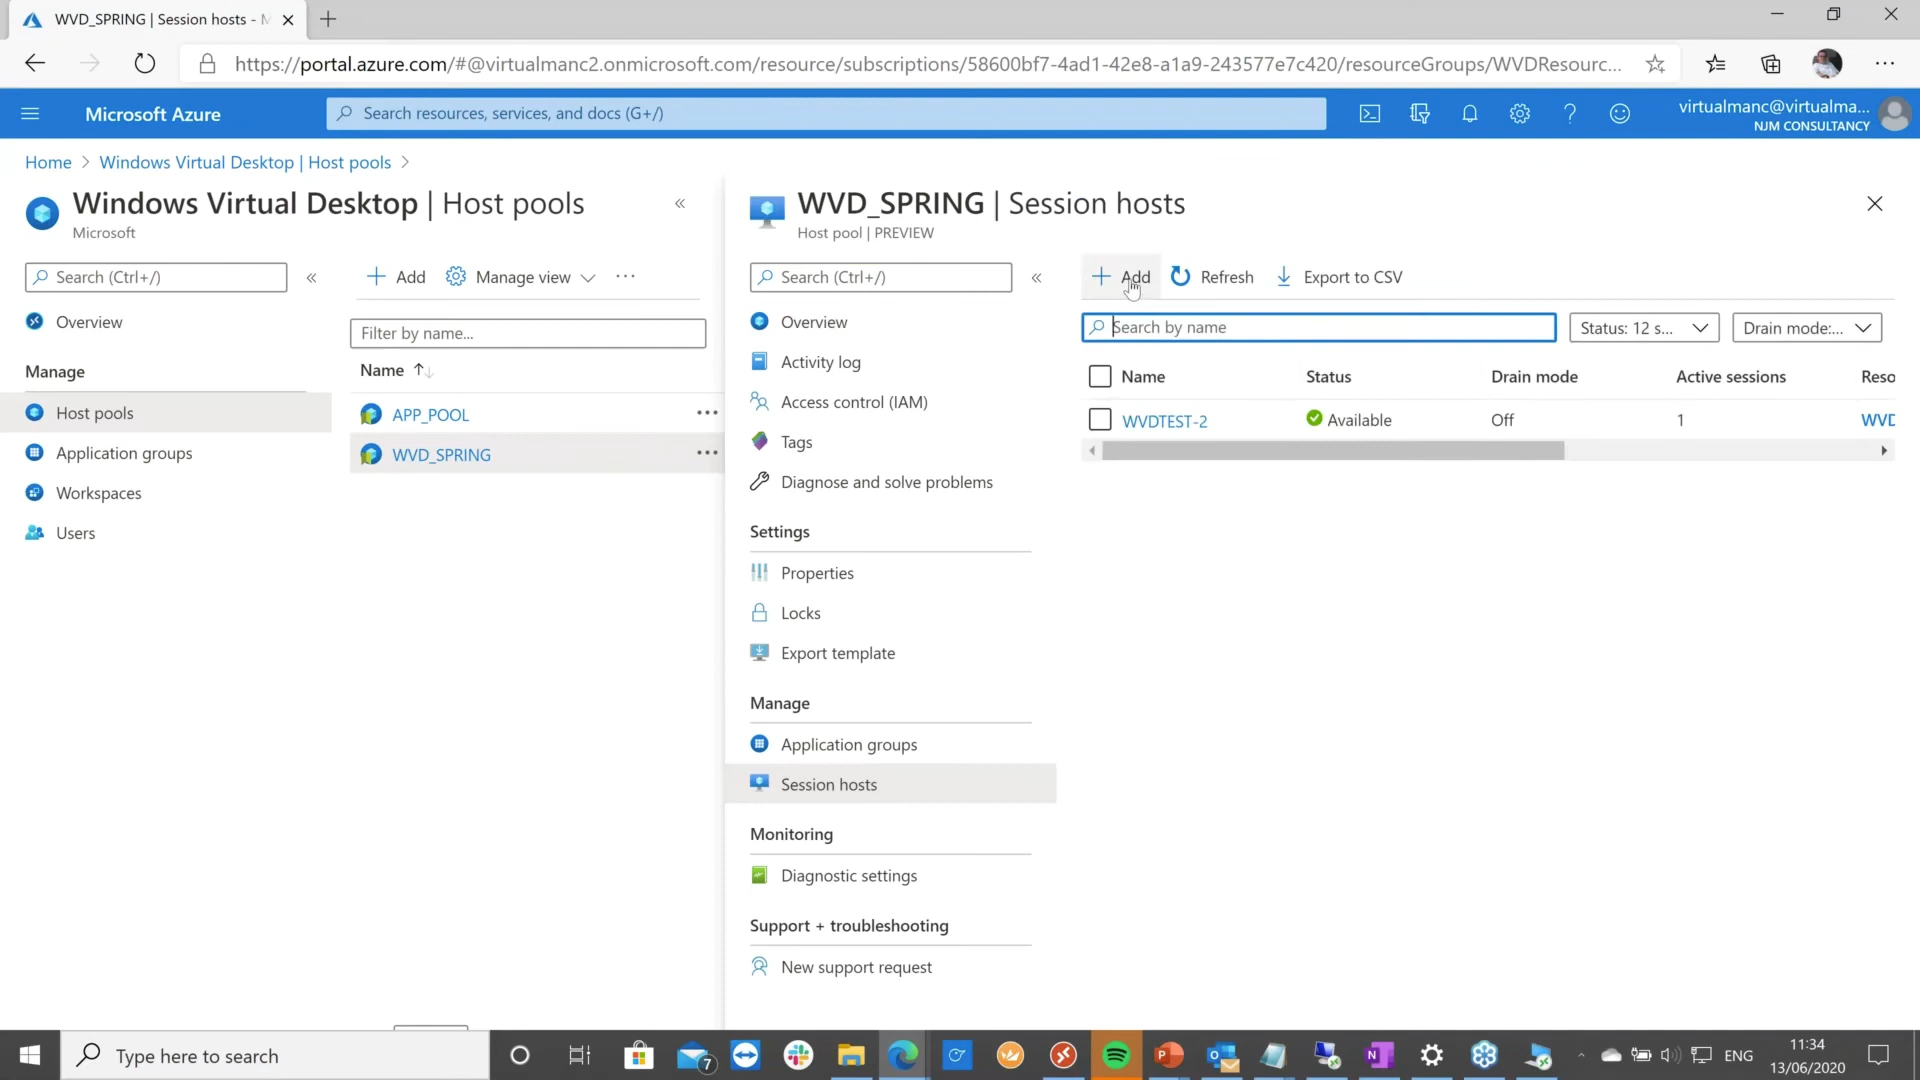 WVD_SPRING | Session hosts - M
https://portal.azure.com/#@virtualmanc2.onmicrosoft.com/resource/subscriptions/58600bf7-4ad1-42e8-a1a9-243577e7c420/resourceGroups/WVDResourc...
Microsoft Azure
Search resources, services, and docs (G+/)
virtualmanc@virtualma...
NJM CONSULTANCY
Home > Windows Virtual Desktop | Host pools >
Windows Virtual Desktop | Host pools
Microsoft
Search (Ctrl+/)
Overview
Manage
Host pools
Application groups
Workspaces
Users
Add
Manage view
Filter by name...
Name
APP_POOL
WVD_SPRING
WVD_SPRING | Session hosts
Host pool | PREVIEW
Search (Ctrl+/)
Overview
Activity log
Access control (IAM)
Tags
Diagnose and solve problems
Settings
Properties
Locks
Export template
Manage
Application groups
Session hosts
Monitoring
Diagnostic settings
Support + troubleshooting
New support request
Add
Refresh
Export to CSV
Search by name
Status: 12 s...
Drain mode:...
Name Status Drain mode Active sessions Reso
WVDTEST-2 Available Off 1 WVD
Type here to search
7
ENG
11:34
13/06/2020